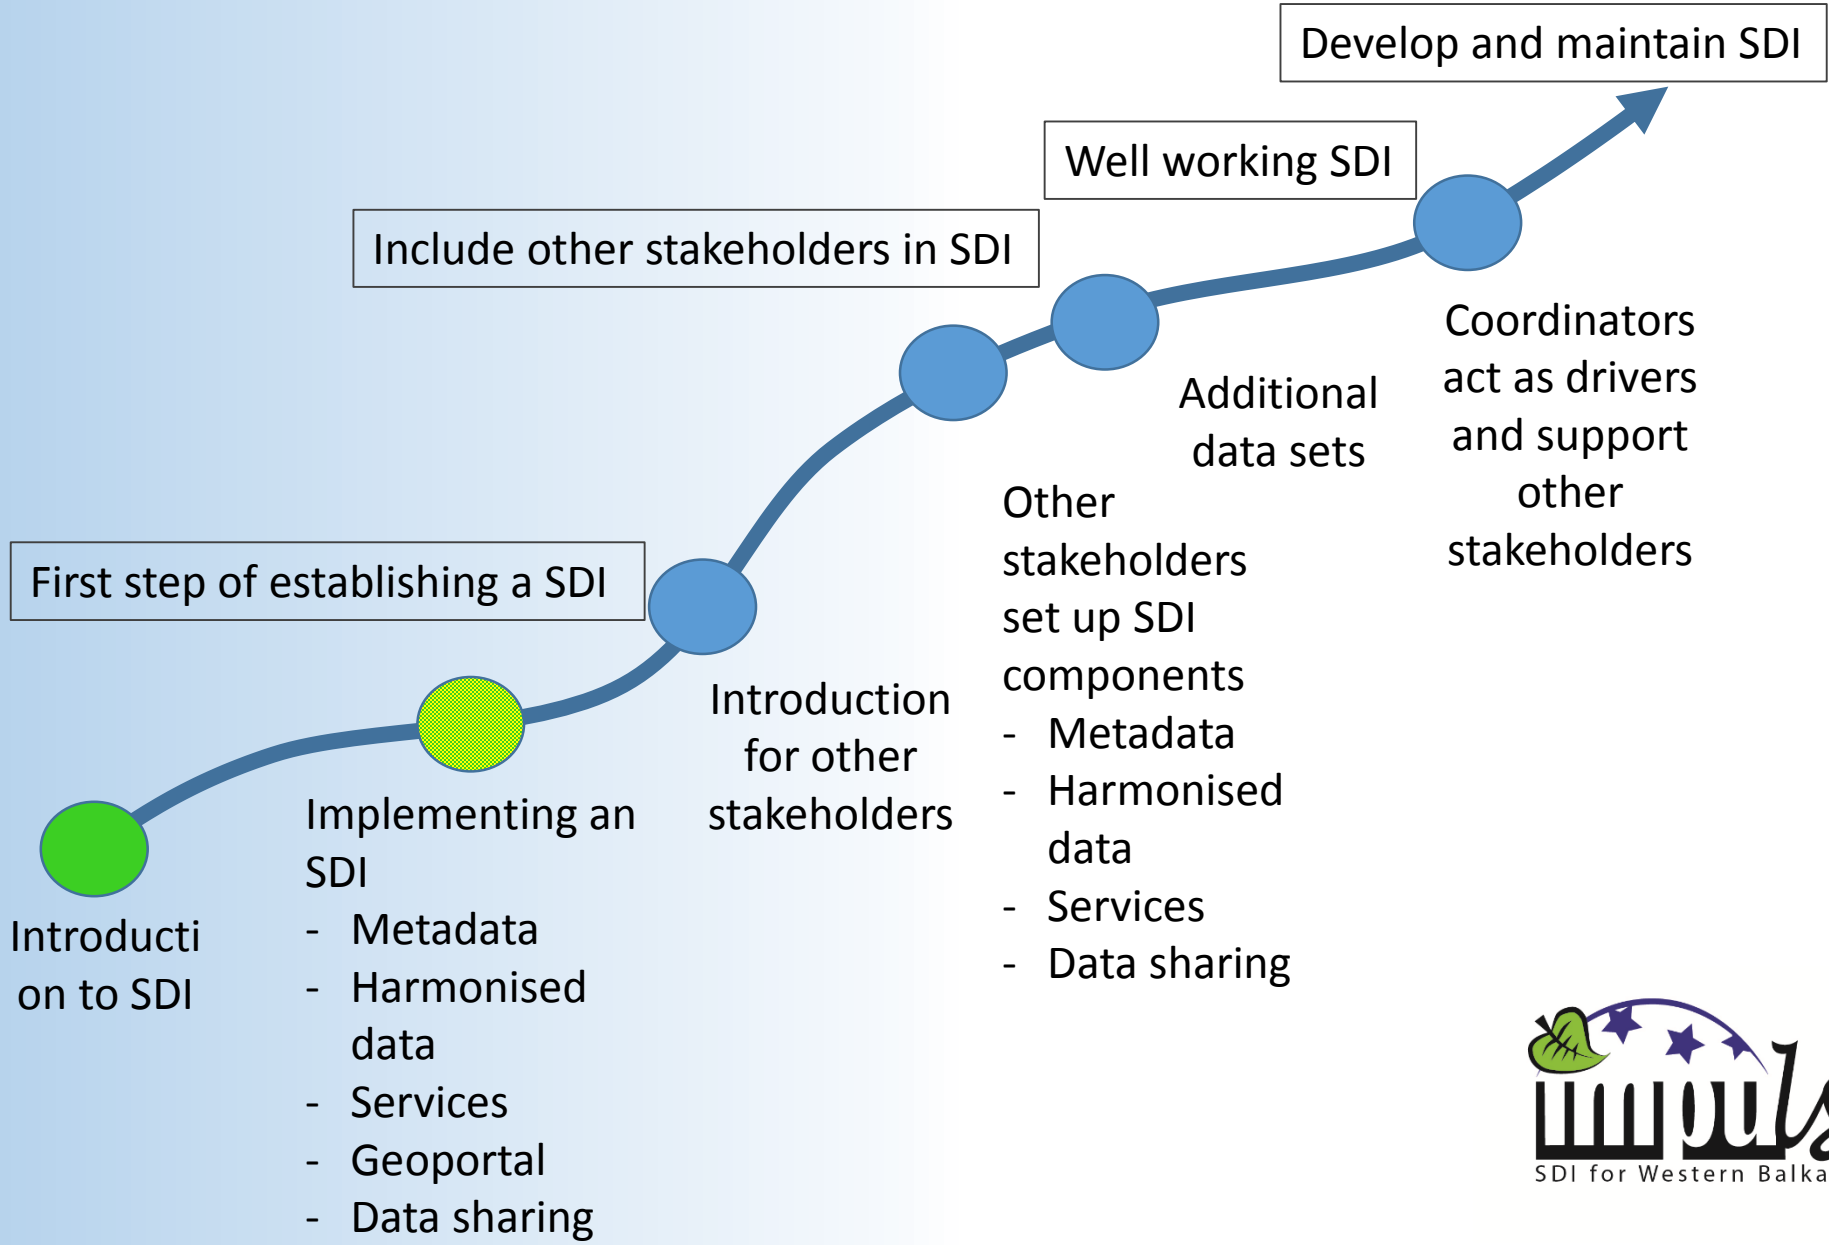 Develop and maintain SDI
Well working SDI
Include other stakeholders in SDI
First step of establishing a SDI
Introducti
on to SDI
Implementing an
SDI
- Metadata
- Harmonised
data
- Services
- Geoportal
- Data sharing
Introduction
for other
stakeholders
Other
stakeholders
set up SDI
components
- Metadata
- Harmonised
data
- Services
- Data sharing
Additional
data sets
Coordinators
act as drivers
and support
other
stakeholders
impuls
SDI for Western Balka